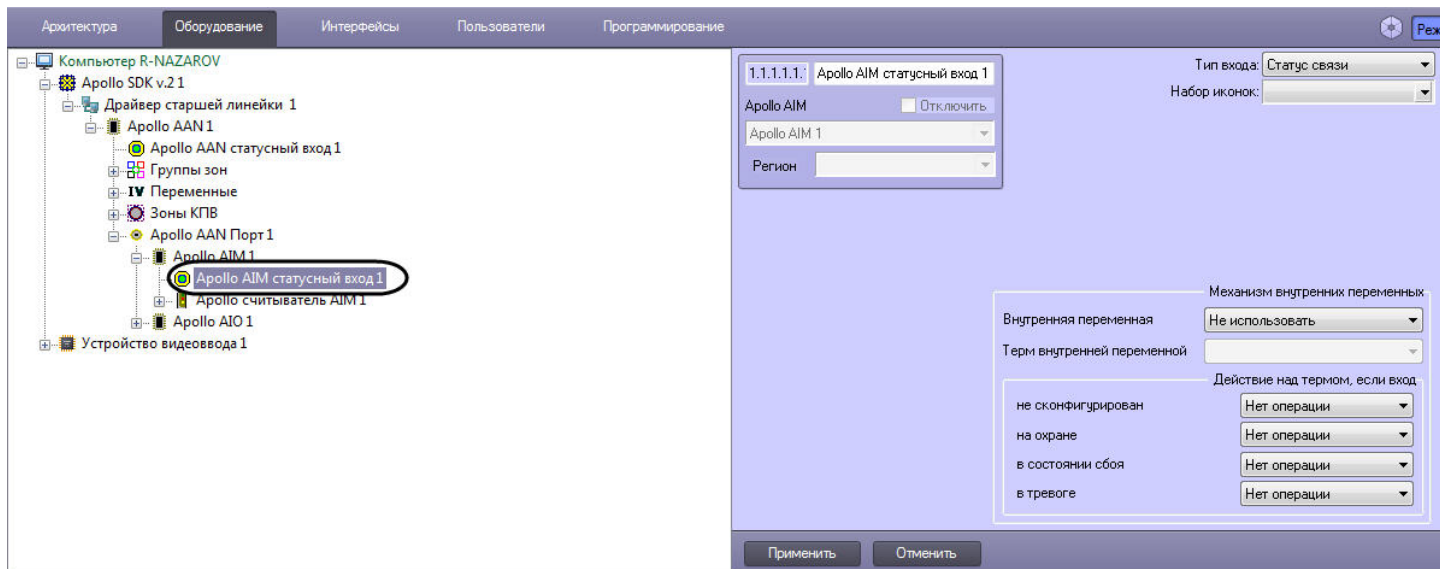 Архитектура Оборудование Интерфейсы Пользователи Программирование
Компьютер R-NAZAROV
Apollo SDK v.2 1
Драйвер старшей линейки 1
Apollo AAN 1
Apollo AAN статусный вход 1
Группы зон
IV Переменные
Зоны КПВ
Apollo AAN Порт 1
Apollo AIM 1
Apollo AIM статусный вход 1
Apollo считыватель AIM 1
Apollo AIO 1
Устройство видеоввода 1
1.1.1.1.1. Apollo AIM статусный вход 1
Apollo AIM Отключить
Apollo AIM 1
Регион
Тип входа: Статус связи
Набор иконок:
Механизм внутренних переменных
Внутренняя переменная Не использовать
Терм внутренней переменной
Действие над термом, если вход
не сконфигурирован Нет операции
на охране Нет операции
в состоянии сбоя Нет операции
в тревоге Нет операции
Применить Отменить